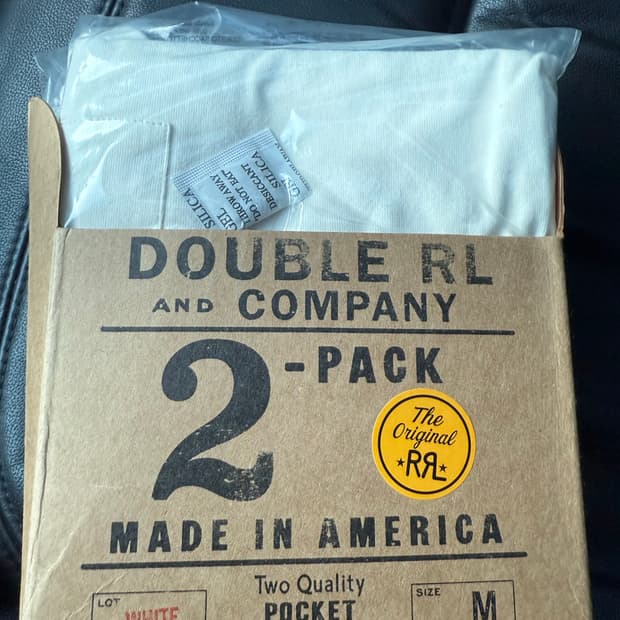 SILICA
GEL
THROW AWAY
"DO NOT EAT"
DESICCANT
SILICA
DOUBLE RL
AND COMPANY
2-PACK
The
Original
RRL
MADE IN AMERICA
Two Quality
POCKET
LOT
WHITE
SIZE
M